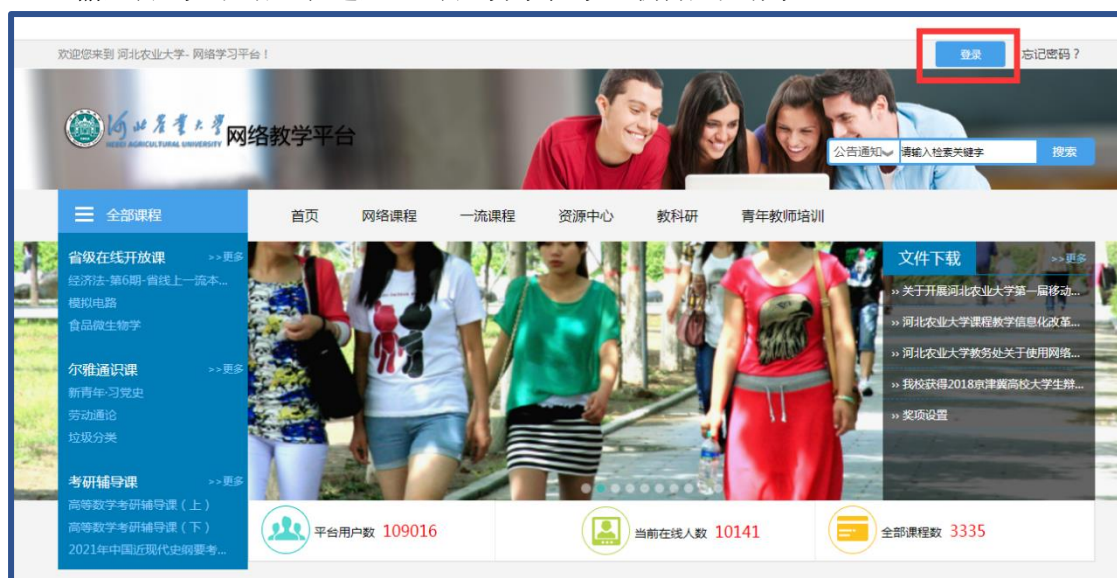 欢迎您来到 河北农业大学- 网络学习平台！
登录
忘记密码？
河北农业大学
HEBEI AGRICULTURAL UNIVERSITY
网络教学平台
公告通知
请输入检索关键字
搜索
全部课程
首页
网络课程
一流课程
资源中心
教科研
青年教师培训
省级在线开放课 >>更多
经济法-第6期-省线上一流本...
模拟电路
食品微生物学
尔雅通识课 >>更多
新青年·习党史
劳动通论
垃圾分类
考研辅导课 >>更多
高等数学考研辅导课（上）
高等数学考研辅导课（下）
2021年中国近现代史纲要考...
文件下载 >>更多
›› 关于开展河北农业大学第一届移动...
›› 河北农业大学课程教学信息化改革...
›› 河北农业大学教务处关于使用网络...
›› 我校获得2018京津冀高校大学生辩...
›› 奖项设置
平台用户数 109016
当前在线人数 10141
全部课程数 3335